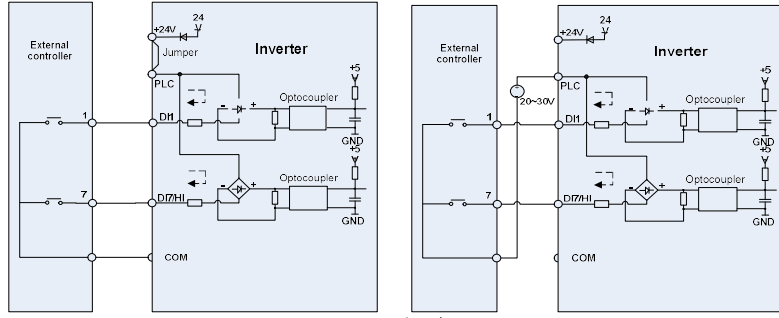 24
+24V
External
controller
Jumper
Inverter
PLC
+5
Optocoupler
1
DI1
-
+
GND
+5
Optocoupler
7
DI7/HI
-
+
GND
COM
24
+24V
External
controller
Inverter
PLC
+5
20~30V
Optocoupler
1
DI1
-
+
GND
+5
Optocoupler
7
DI7/HI
-
+
GND
COM